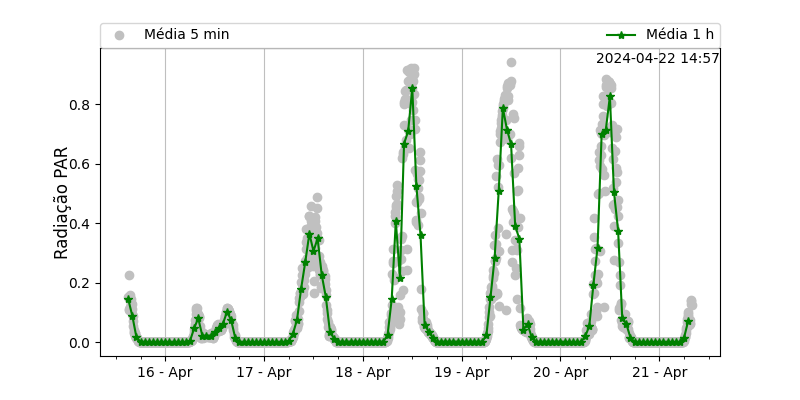 Média 5 min
Média 1 h
2024-04-22 14:57
Radiação PAR
0.8
0.6
0.4
0.2
0.0
16 - Apr
17 - Apr
18 - Apr
19 - Apr
20 - Apr
21 - Apr